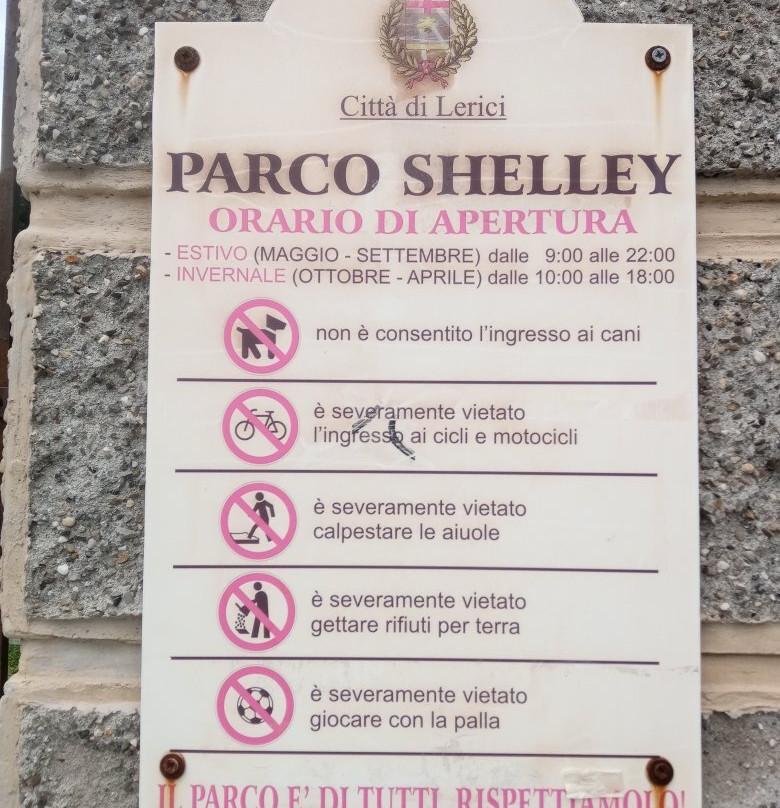 Città di Lerici
PARCO SHELLEY
ORARIO DI APERTURA
- ESTIVO (MAGGIO - SETTEMBRE) dalle 9:00 alle 22:00
- INVERNALE (OTTOBRE - APRILE) dalle 10:00 alle 18:00
non è consentito l'ingresso ai cani
è severamente vietato
l'ingresso ai cicli e motocicli
è severamente vietato
calpestare le aiuole
è severamente vietato
gettare rifiuti per terra
è severamente vietato
giocare con la palla
IL PARCO E' DI TUTTI, RISPETTIAMOLO!